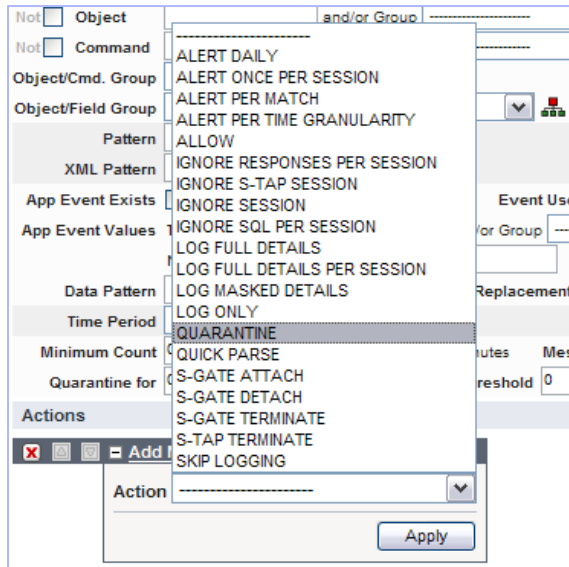 Not Object and/or Group ----------------------
Not Command
Object/Cmd. Group
Object/Field Group
Pattern
XML Pattern
App Event Exists
App Event Values
Data Pattern
Time Period
Minimum Count
Quarantine for
----------------------
ALERT DAILY
ALERT ONCE PER SESSION
ALERT PER MATCH
ALERT PER TIME GRANULARITY
ALLOW
IGNORE RESPONSES PER SESSION
IGNORE S-TAP SESSION
IGNORE SESSION
IGNORE SQL PER SESSION
LOG FULL DETAILS
LOG FULL DETAILS PER SESSION
LOG MASKED DETAILS
LOG ONLY
QUARANTINE
QUICK PARSE
S-GATE ATTACH
S-GATE DETACH
S-GATE TERMINATE
S-TAP TERMINATE
SKIP LOGGING
Event Use
/or Group ---
Replacement
nutes Mes
reshold 0
Actions
Add
Action ----------------------
Apply